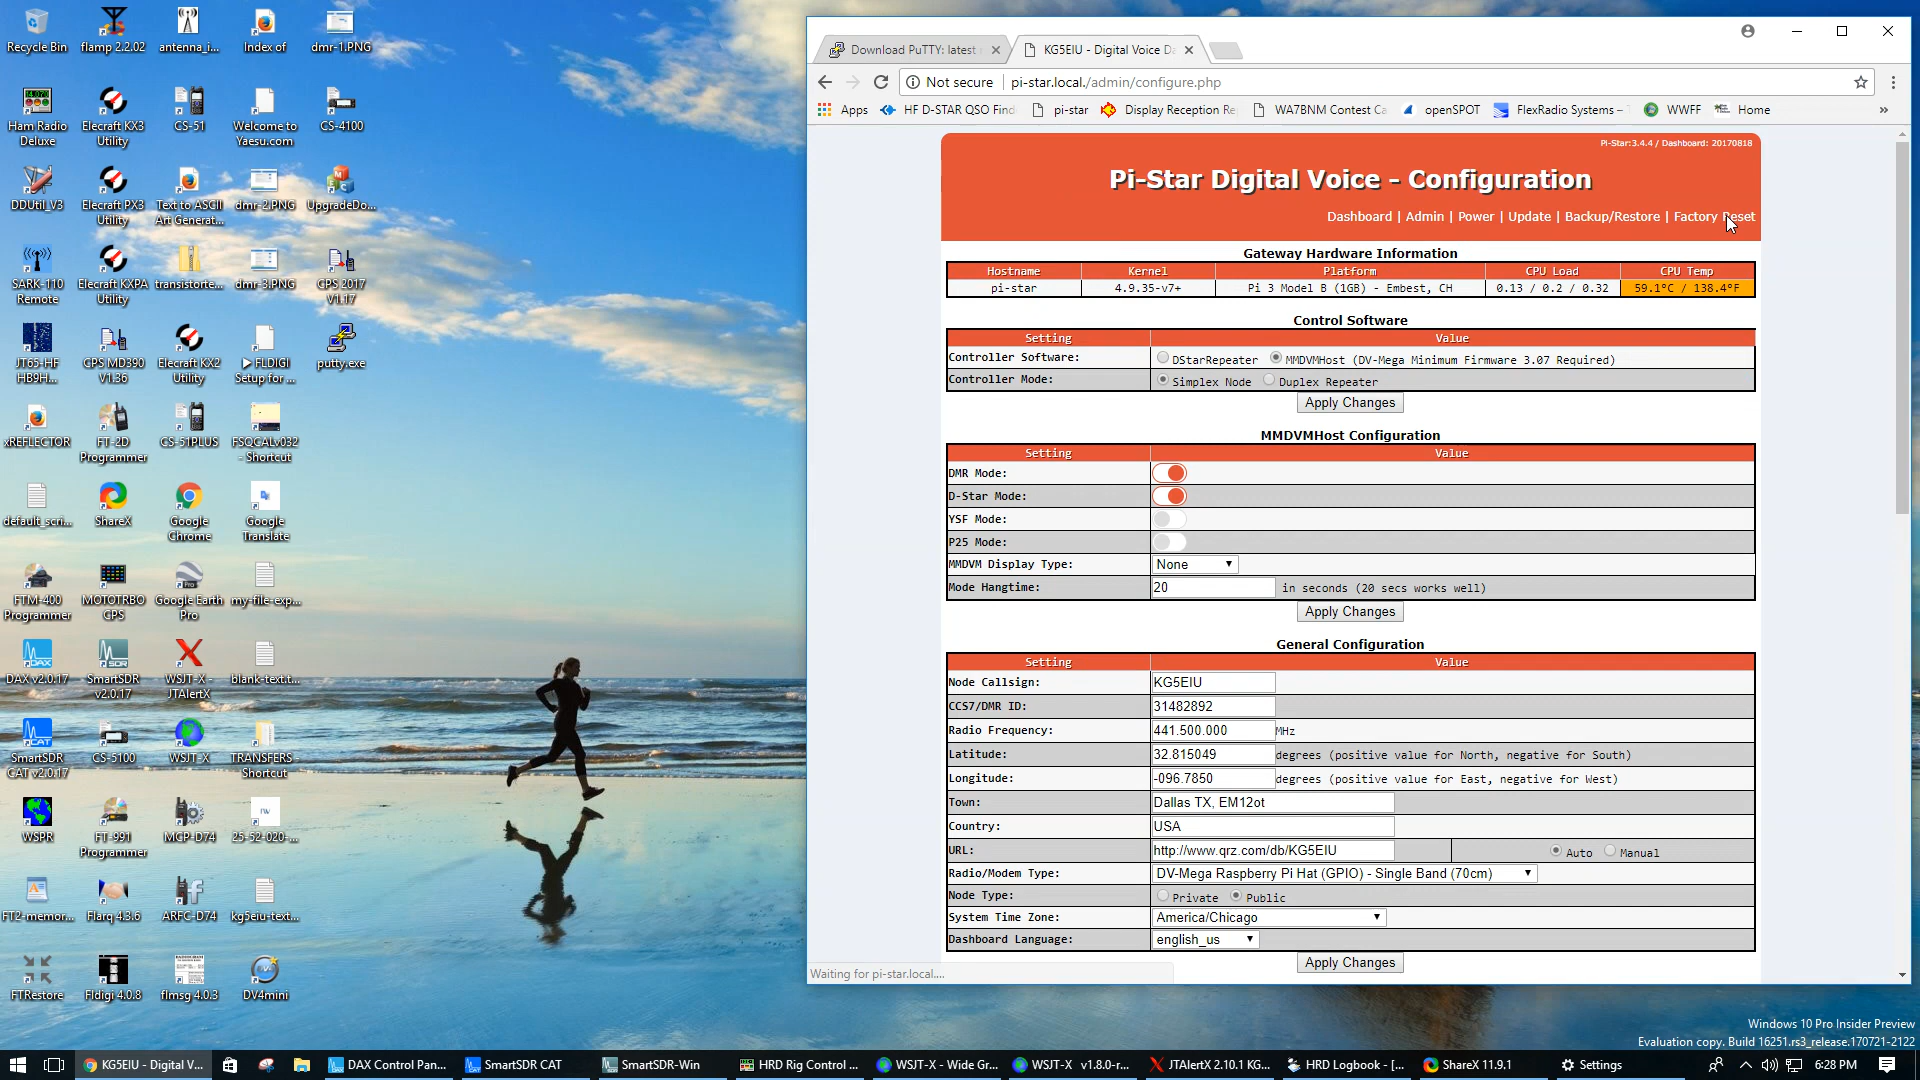 Recycle Bin
flamp 2.2.02
antenna_i...
Index of
dmr-1.PNG
Ham Radio
Deluxe
Elecraft KX3
Utility
CS-51
Welcome to
Yaesu.com
CS-4100
DDUtil_V3
Elecraft PX3
Utility
Text to ASCII
Art Generat...
dmr-2.PNG
UpgradeDo...
SARK-110
Remote
Elecraft KXPA
Utility
transistorte...
dmr-3.PNG
CPS 2017
V1.17
JT65-HF
HB9H...
CPS MD390
V1.36
Elecraft KX2
Utility
▶ FLDIGI
Setup for ...
putty.exe
xREFLECTOR
FT-2D
Programmer
CS-51PLUS
FSQCALv032
- Shortcut
default_scri...
ShareX
Google
Chrome
Google
Translate
FTM-400
Programmer
MOTOTRBO
CPS
Google Earth
Pro
my-file-exp...
DAX v2.0.17
SmartSDR
v2.0.17
WSJT-X -
JTAlertX
blank-text.t...
SmartSDR
CAT v2.0.17
CS-5100
WSJT-X
TRANSFERS -
Shortcut
WSPR
FT-991
Programmer
MCP-D74
25-52-020-...
FT2-memor...
Flarq 4.3.6
ARFC-D74
kg5eiu-text...
FTRestore
Fldigi 4.0.8
flmsg 4.0.3
DV4mini
Download PuTTY: latest
KG5EIU - Digital Voice Da
Not secure
pi-star.local./admin/configure.php
Apps
HF D-STAR QSO Find
pi-star
Display Reception Re
WA7BNM Contest Ca
openSPOT
FlexRadio Systems –
WWFF
Home
»
Pi-Star:3.4.4 / Dashboard: 20170818
Pi-Star Digital Voice - Configuration
Dashboard | Admin | Power | Update | Backup/Restore | Factory Reset
Gateway Hardware Information
Hostname Kernel Platform CPU Load CPU Temp
pi-star 4.9.35-v7+ Pi 3 Model B (1GB) - Embest, CH 0.13 / 0.2 / 0.32 59.1°C / 138.4°F
Control Software
Setting Value
Controller Software: DStarRepeater MMDVMHost (DV-Mega Minimum Firmware 3.07 Required)
Controller Mode: Simplex Node Duplex Repeater
Apply Changes
MMDVMHost Configuration
Setting Value
DMR Mode:
D-Star Mode:
YSF Mode:
P25 Mode:
MMDVM Display Type: None
Mode Hangtime: 20 in seconds (20 secs works well)
Apply Changes
General Configuration
Setting Value
Node Callsign: KG5EIU
CCS7/DMR ID: 31482892
Radio Frequency: 441.500.000 MHz
Latitude: 32.815049 degrees (positive value for North, negative for South)
Longitude: -096.7850 degrees (positive value for East, negative for West)
Town: Dallas TX, EM12ot
Country: USA
URL: http://www.qrz.com/db/KG5EIU Auto Manual
Radio/Modem Type: DV-Mega Raspberry Pi Hat (GPIO) - Single Band (70cm)
Node Type: Private Public
System Time Zone: America/Chicago
Dashboard Language: english_us
Apply Changes
Waiting for pi-star.local....
Windows 10 Pro Insider Preview
Evaluation copy. Build 16251.rs3_release.170721-2122
KG5EIU - Digital V...
DAX Control Pan...
SmartSDR CAT
SmartSDR-Win
HRD Rig Control ...
WSJT-X - Wide Gr...
WSJT-X v1.8.0-r...
JTAlertX 2.10.1 KG...
HRD Logbook - [...
ShareX 11.9.1
Settings
6:28 PM